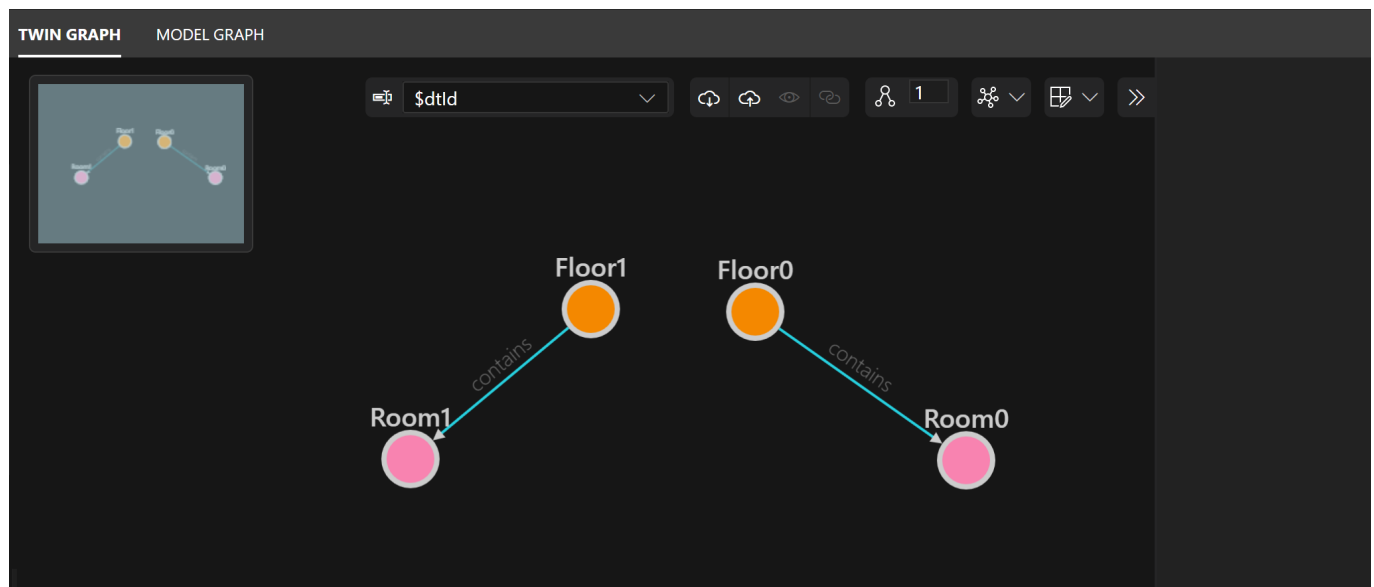 TWIN GRAPH MODEL GRAPH
$dtId 1
Floor1 Floor0
contains contains
Room1 Room0